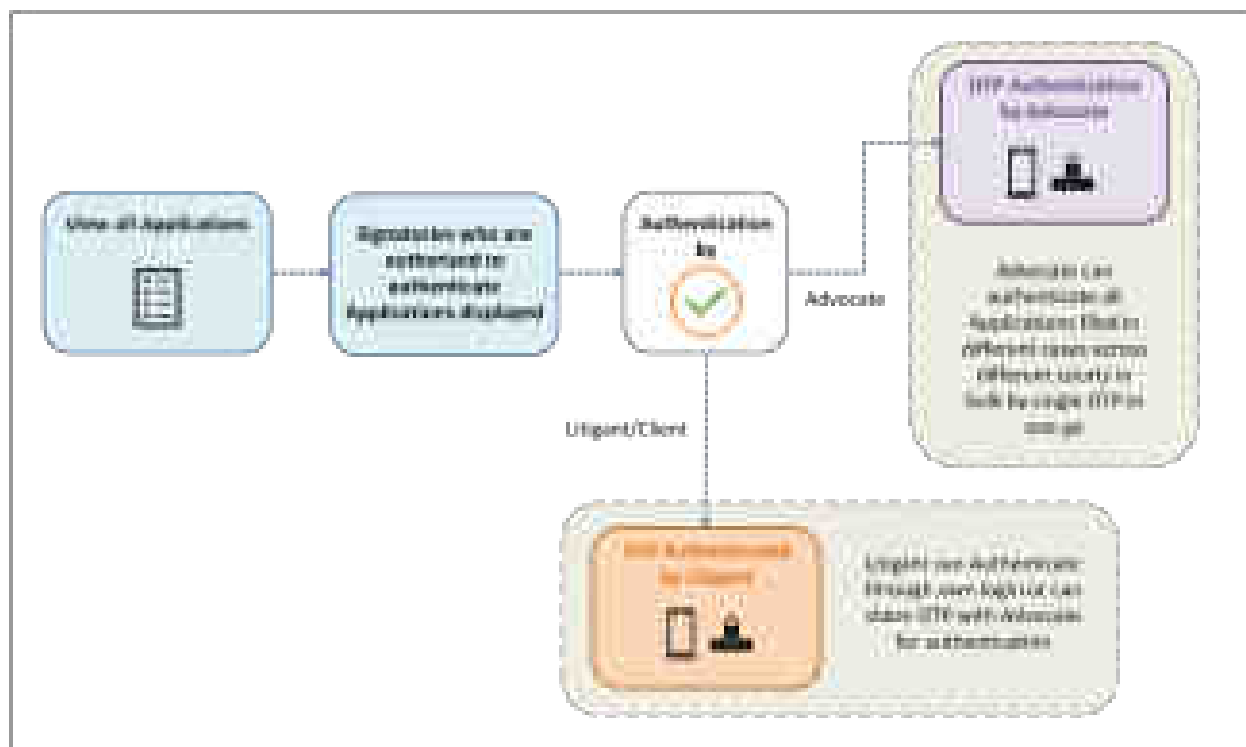 View all Applications
Signatories who are
authorized to
authenticate
Applications displayed
Authentication
by
Advocate
OTP Authentication
by Advocate
Advocate can
authenticate all
Applications filed in
different cases across
different courts in
bulk by single OTP in
one go
Litigant/Client
OTP Authentication
by Client
Litigant can Authenticate
through own login or can
share OTP with Advocate
for authentication